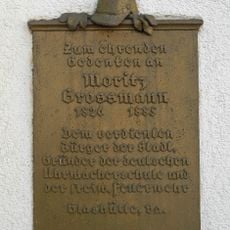 Zum Ehrenden
Gedenken an
Moritz
Grossmann
1826 1885
Dem verdienten
Bürger der Stadt,
Gründer der deutschen
Uhrmacherschule und
der freiw. Feuerwehr
Glashütte, Sa.